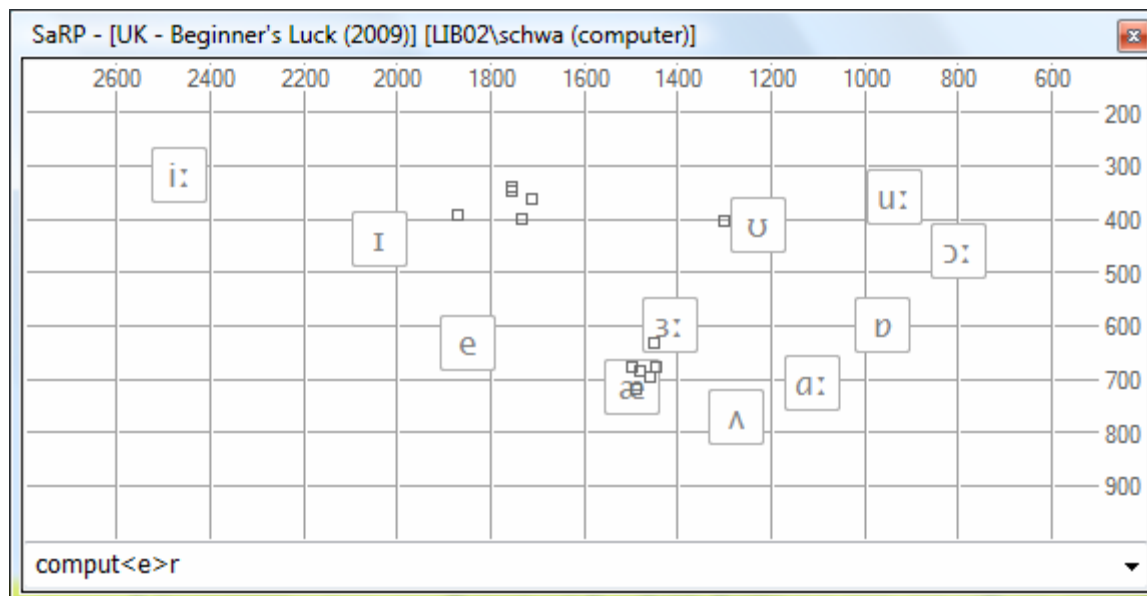 SaRP - [UK - Beginner's Luck (2009)] [LIB02\schwa (computer)]
2600 2400 2200 2000 1800 1600 1400 1200 1000 800 600
200
iː 300
uː
ɪ ʊ 400
ɔː 500
e ɜː ɒ 600
æ ɑː 700
ʌ 800
900
comput<e>r